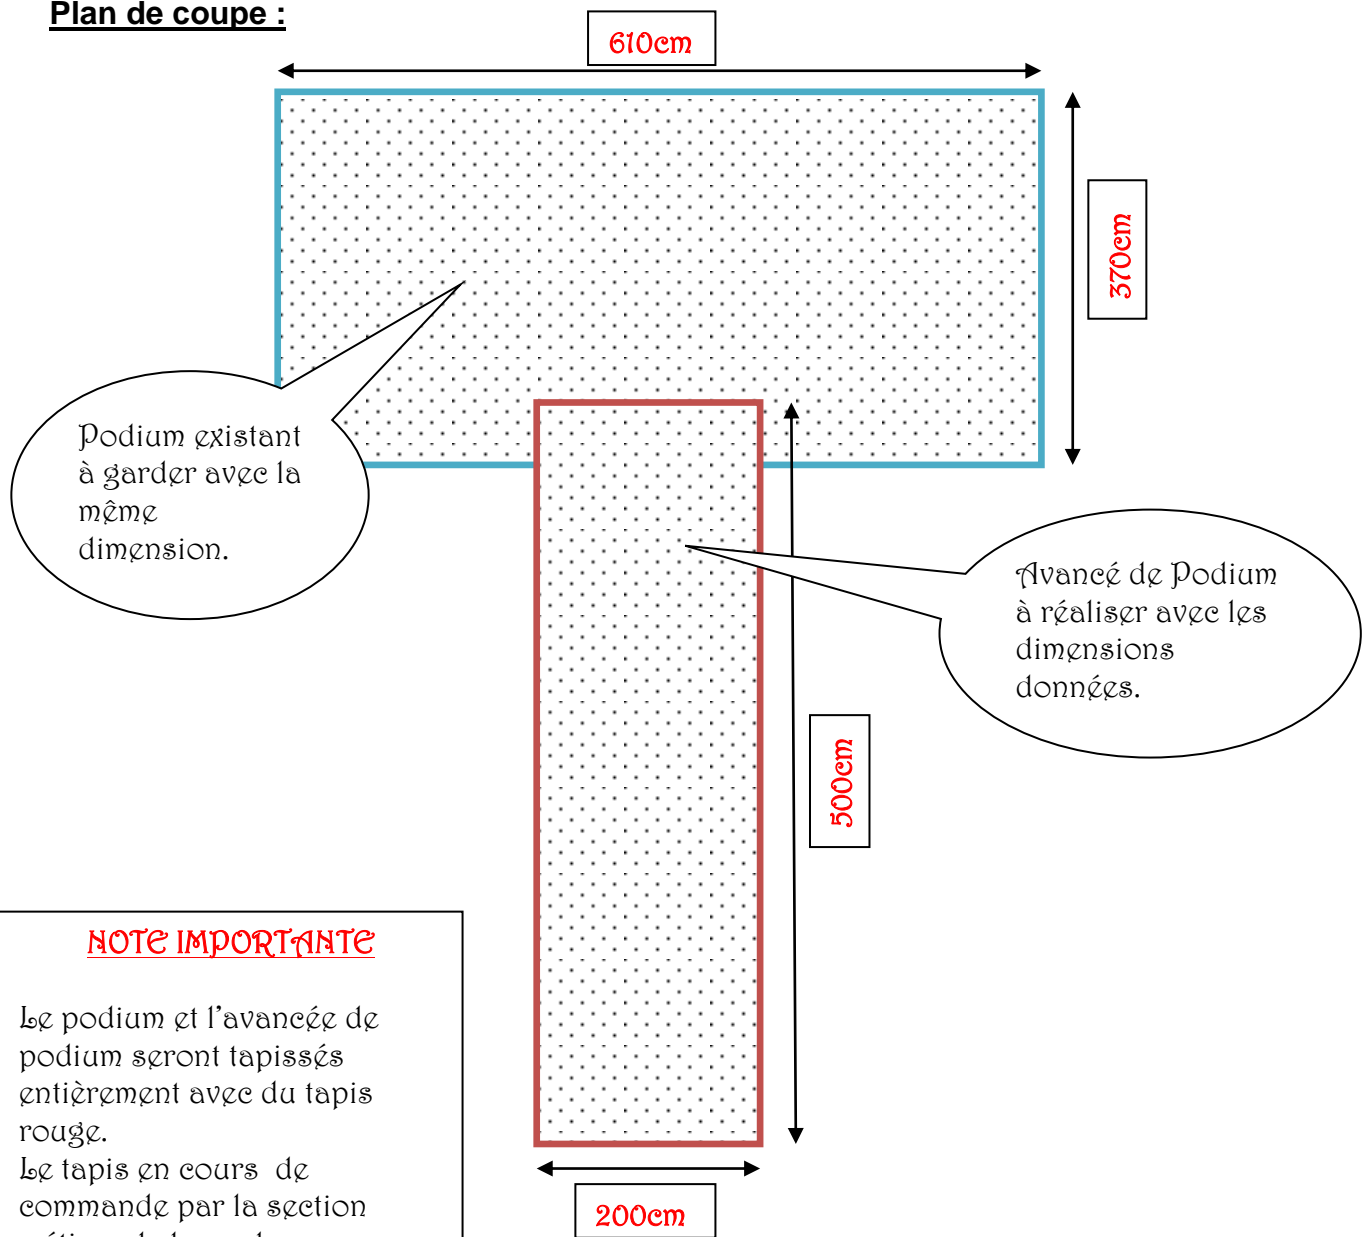 Plan de coupe :
610cm
370cm
Podium existant
à garder avec la
même
dimension.
Avancé de Podium
à réaliser avec les
dimensions
données.
500cm
NOTE IMPORTANTE
Le podium et l’avancée de
podium seront tapissés
entièrement avec du tapis
rouge.
Le tapis en cours de
commande par la section
200cm